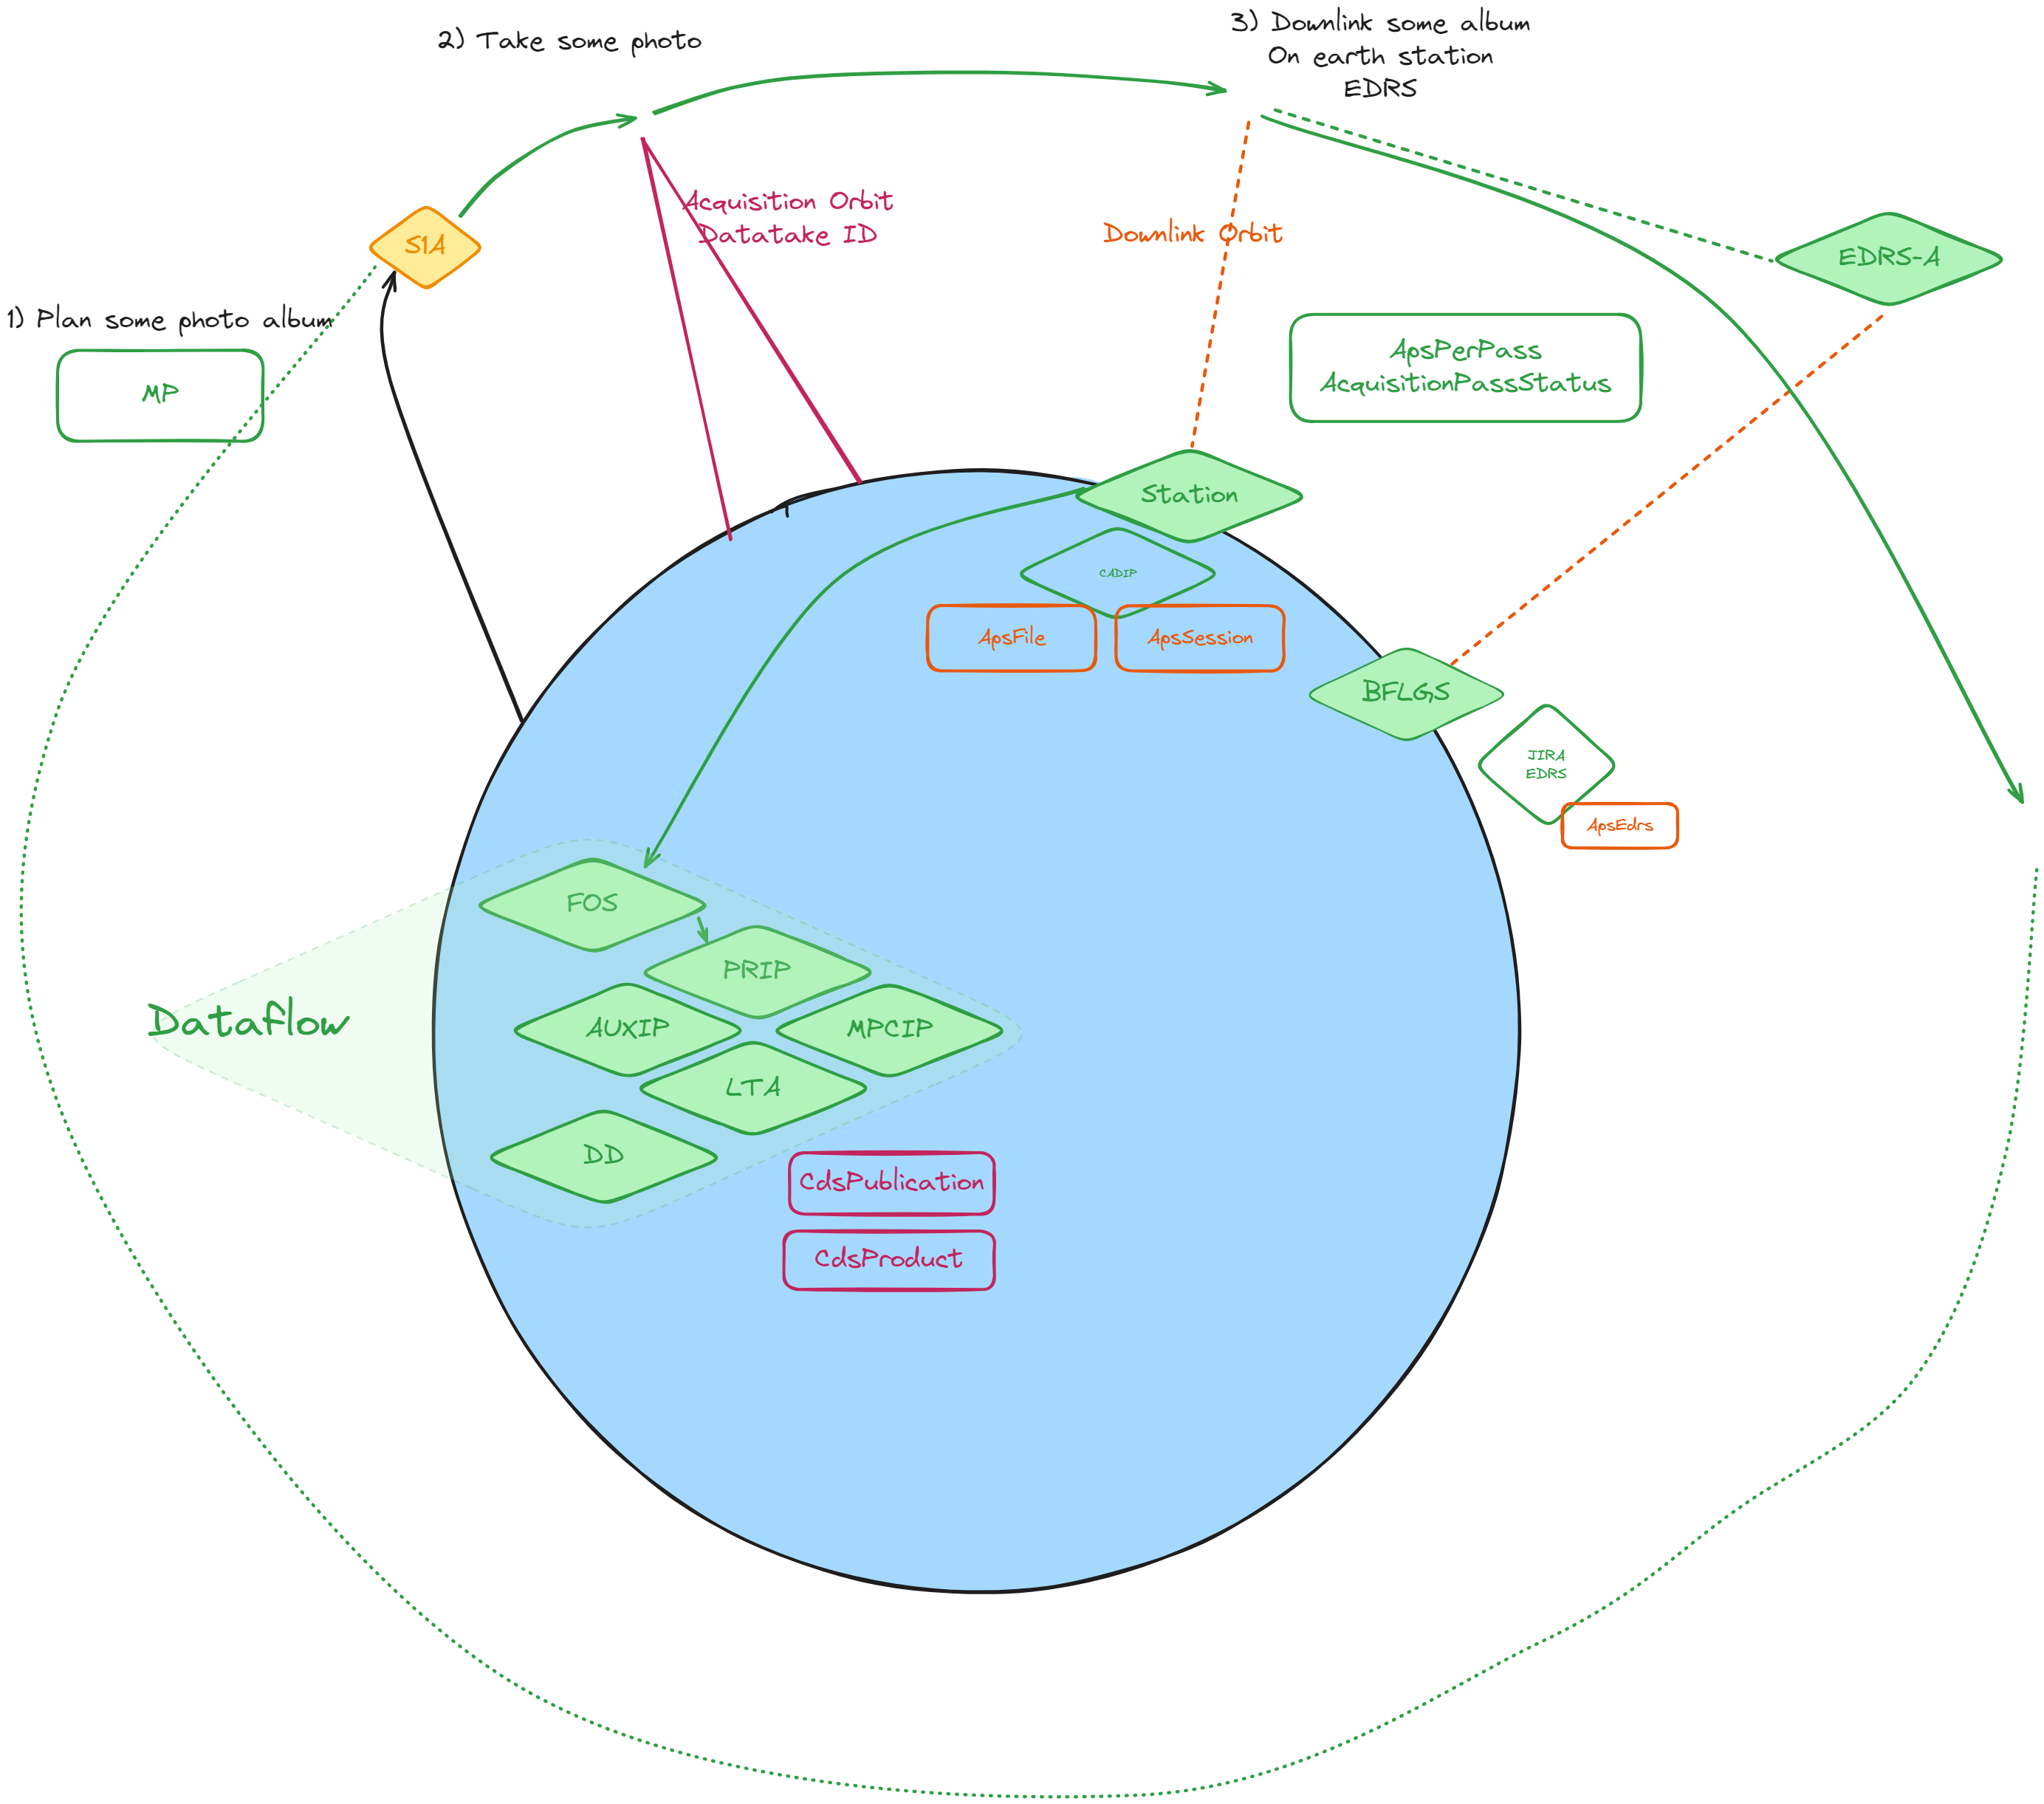 2) Take some photo
3) Downlink some album
On earth station
EDRS
Acquisition Orbit
Datatake ID
Downlink Orbit
S1A
EDRS-A
1) Plan some photo album
MP
ApsPerPass
AcquisitionPassStatus
Station
CADIP
ApsFile
ApsSession
BFLGS
JIRA
EDRS
ApsEdrs
FOS
PRIP
Dataflow
AUXIP
MPCIP
LTA
DD
CdsPublication
CdsProduct